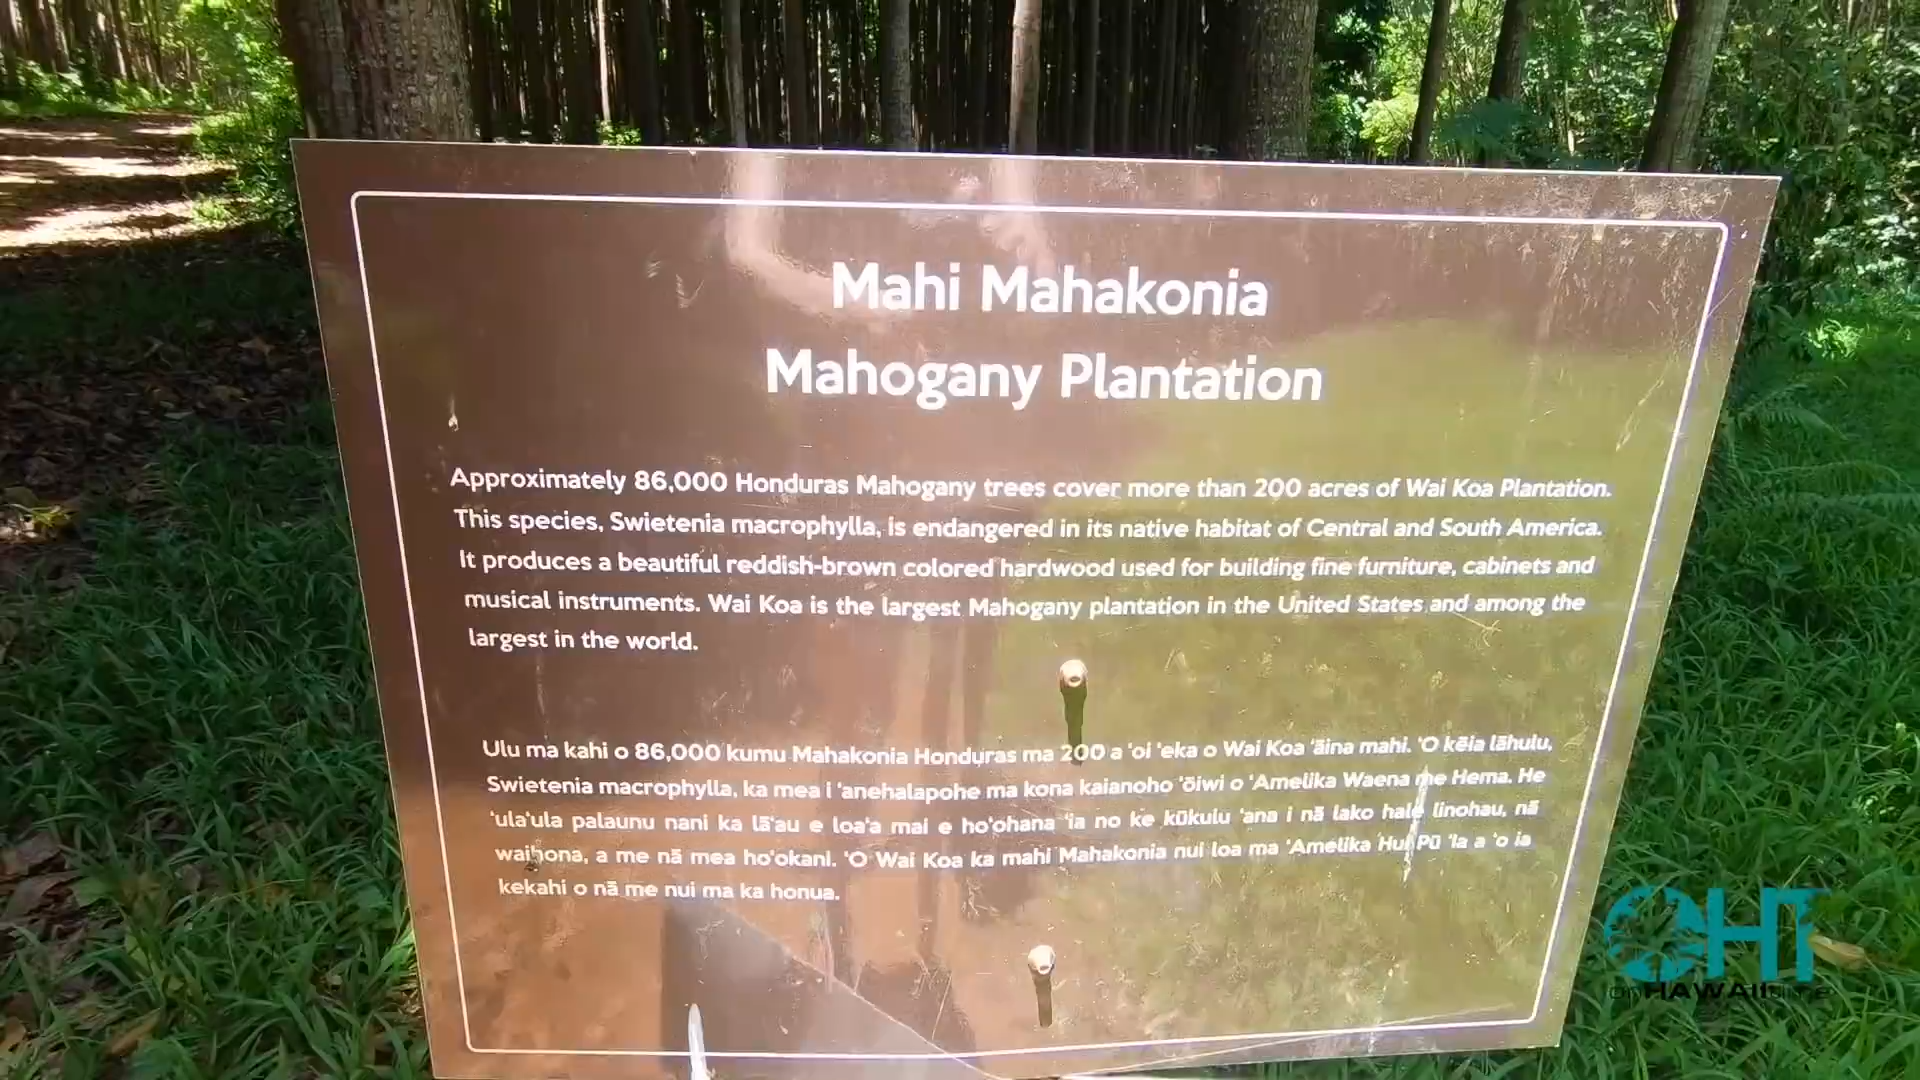 Mahi Mahakonia
Mahogany Plantation
Approximately 86,000 Honduras Mahogany trees cover more than 200 acres of Wai Koa Plantation.
This species, Swietenia macrophylla, is endangered in its native habitat of Central and South America.
It produces a beautiful reddish-brown colored hardwood used for building fine furniture, cabinets and
musical instruments. Wai Koa is the largest Mahogany plantation in the United States and among the
largest in the world.
Ulu ma kahi o 86,000 kumu Mahakonia Honduras ma 200 a ʻoi ʻeka o Wai Koa ʻāina mahi. ʻO kēia lāhulu,
Swietenia macrophylla, ka mea i ʻanehalapohe ma kona kaianoho ʻōiwi o ʻAmelika Waena me Hema. He
ʻulaʻula palaunu nani ka lāʻau e loaʻa mai e hoʻohana ʻia no ke kūkulu ʻana i nā lako hale linohau, nā
waihona, a me nā mea hoʻokani. ʻO Wai Koa ka mahi Mahakonia nui loa ma ʻAmelika Hui Pū ʻIa a ʻo ia
kekahi o nā me nui ma ka honua.
OHT
onHAWAIItime